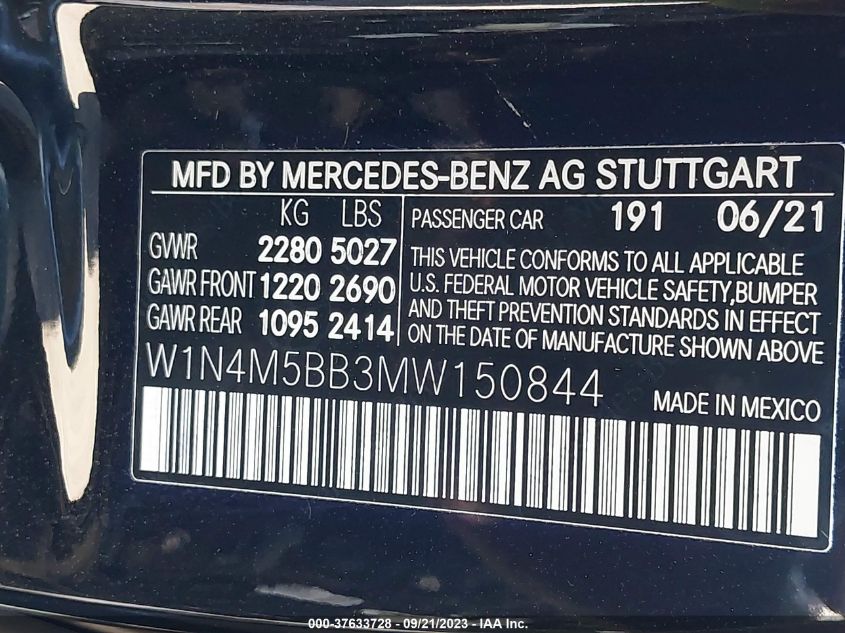 MFD BY MERCEDES-BENZ AG STUTTGART
KG LBS
GVWR 2280 5027
GAWR FRONT 1220 2690
GAWR REAR 1095 2414
PASSENGER CAR 191 06/21
THIS VEHICLE CONFORMS TO ALL APPLICABLE
U.S. FEDERAL MOTOR VEHICLE SAFETY,BUMPER
AND THEFT PREVENTION STANDARDS IN EFFECT
ON THE DATE OF MANUFACTURE SHOWN ABOVE
W1N4M5BB3MW150844
MADE IN MEXICO
000-37633728 - 09/21/2023 - IAA Inc.